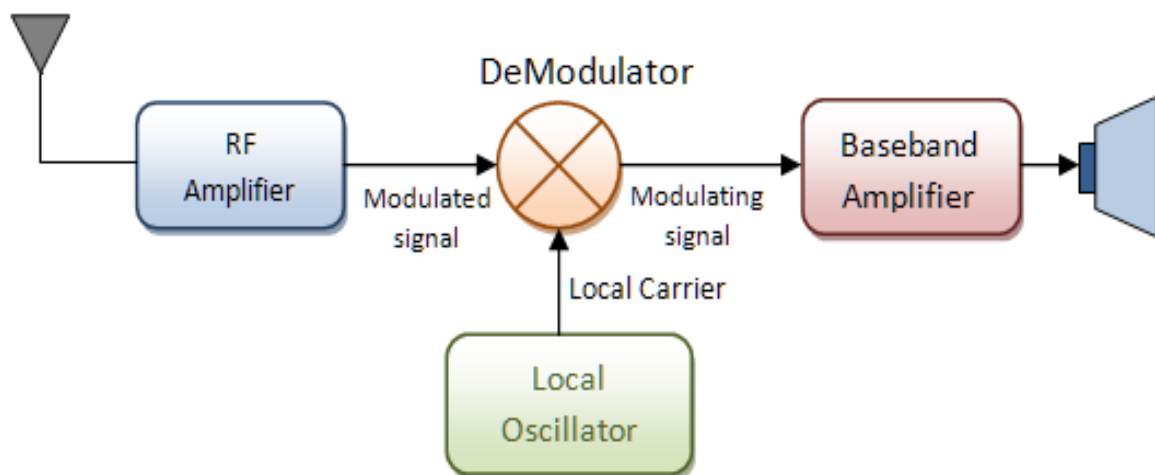 DeModulator
RF
Amplifier
Modulated
signal
Modulating
signal
Baseband
Amplifier
Local Carrier
Local
Oscillator